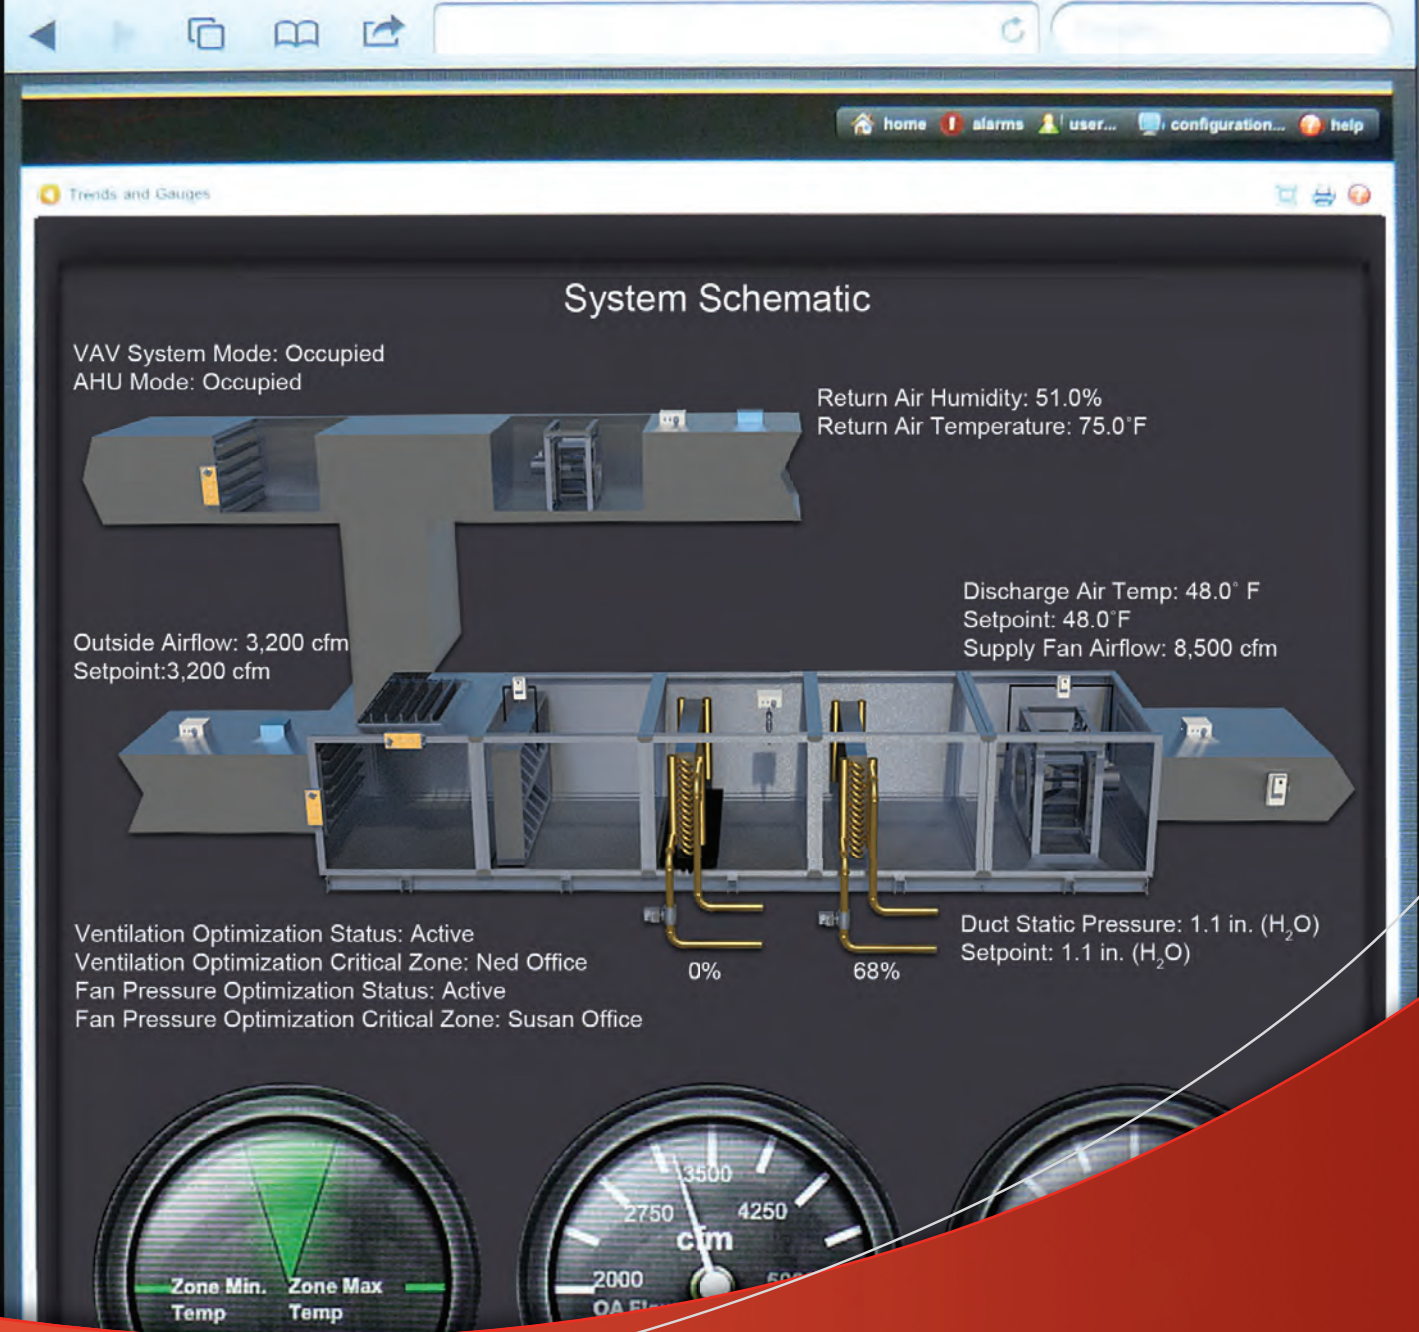 home alarms user... configuration... help
Trends and Gauges
System Schematic
VAV System Mode: Occupied
AHU Mode: Occupied
Return Air Humidity: 51.0%
Return Air Temperature: 75.0°F
Discharge Air Temp: 48.0° F
Setpoint: 48.0°F
Supply Fan Airflow: 8,500 cfm
Outside Airflow: 3,200 cfm
Setpoint:3,200 cfm
Duct Static Pressure: 1.1 in. (H₂O)
Setpoint: 1.1 in. (H₂O)
0%
68%
Ventilation Optimization Status: Active
Ventilation Optimization Critical Zone: Ned Office
Fan Pressure Optimization Status: Active
Fan Pressure Optimization Critical Zone: Susan Office
Zone Min. Temp
Zone Max Temp
3500
2750
4250
cfm
2000
OA